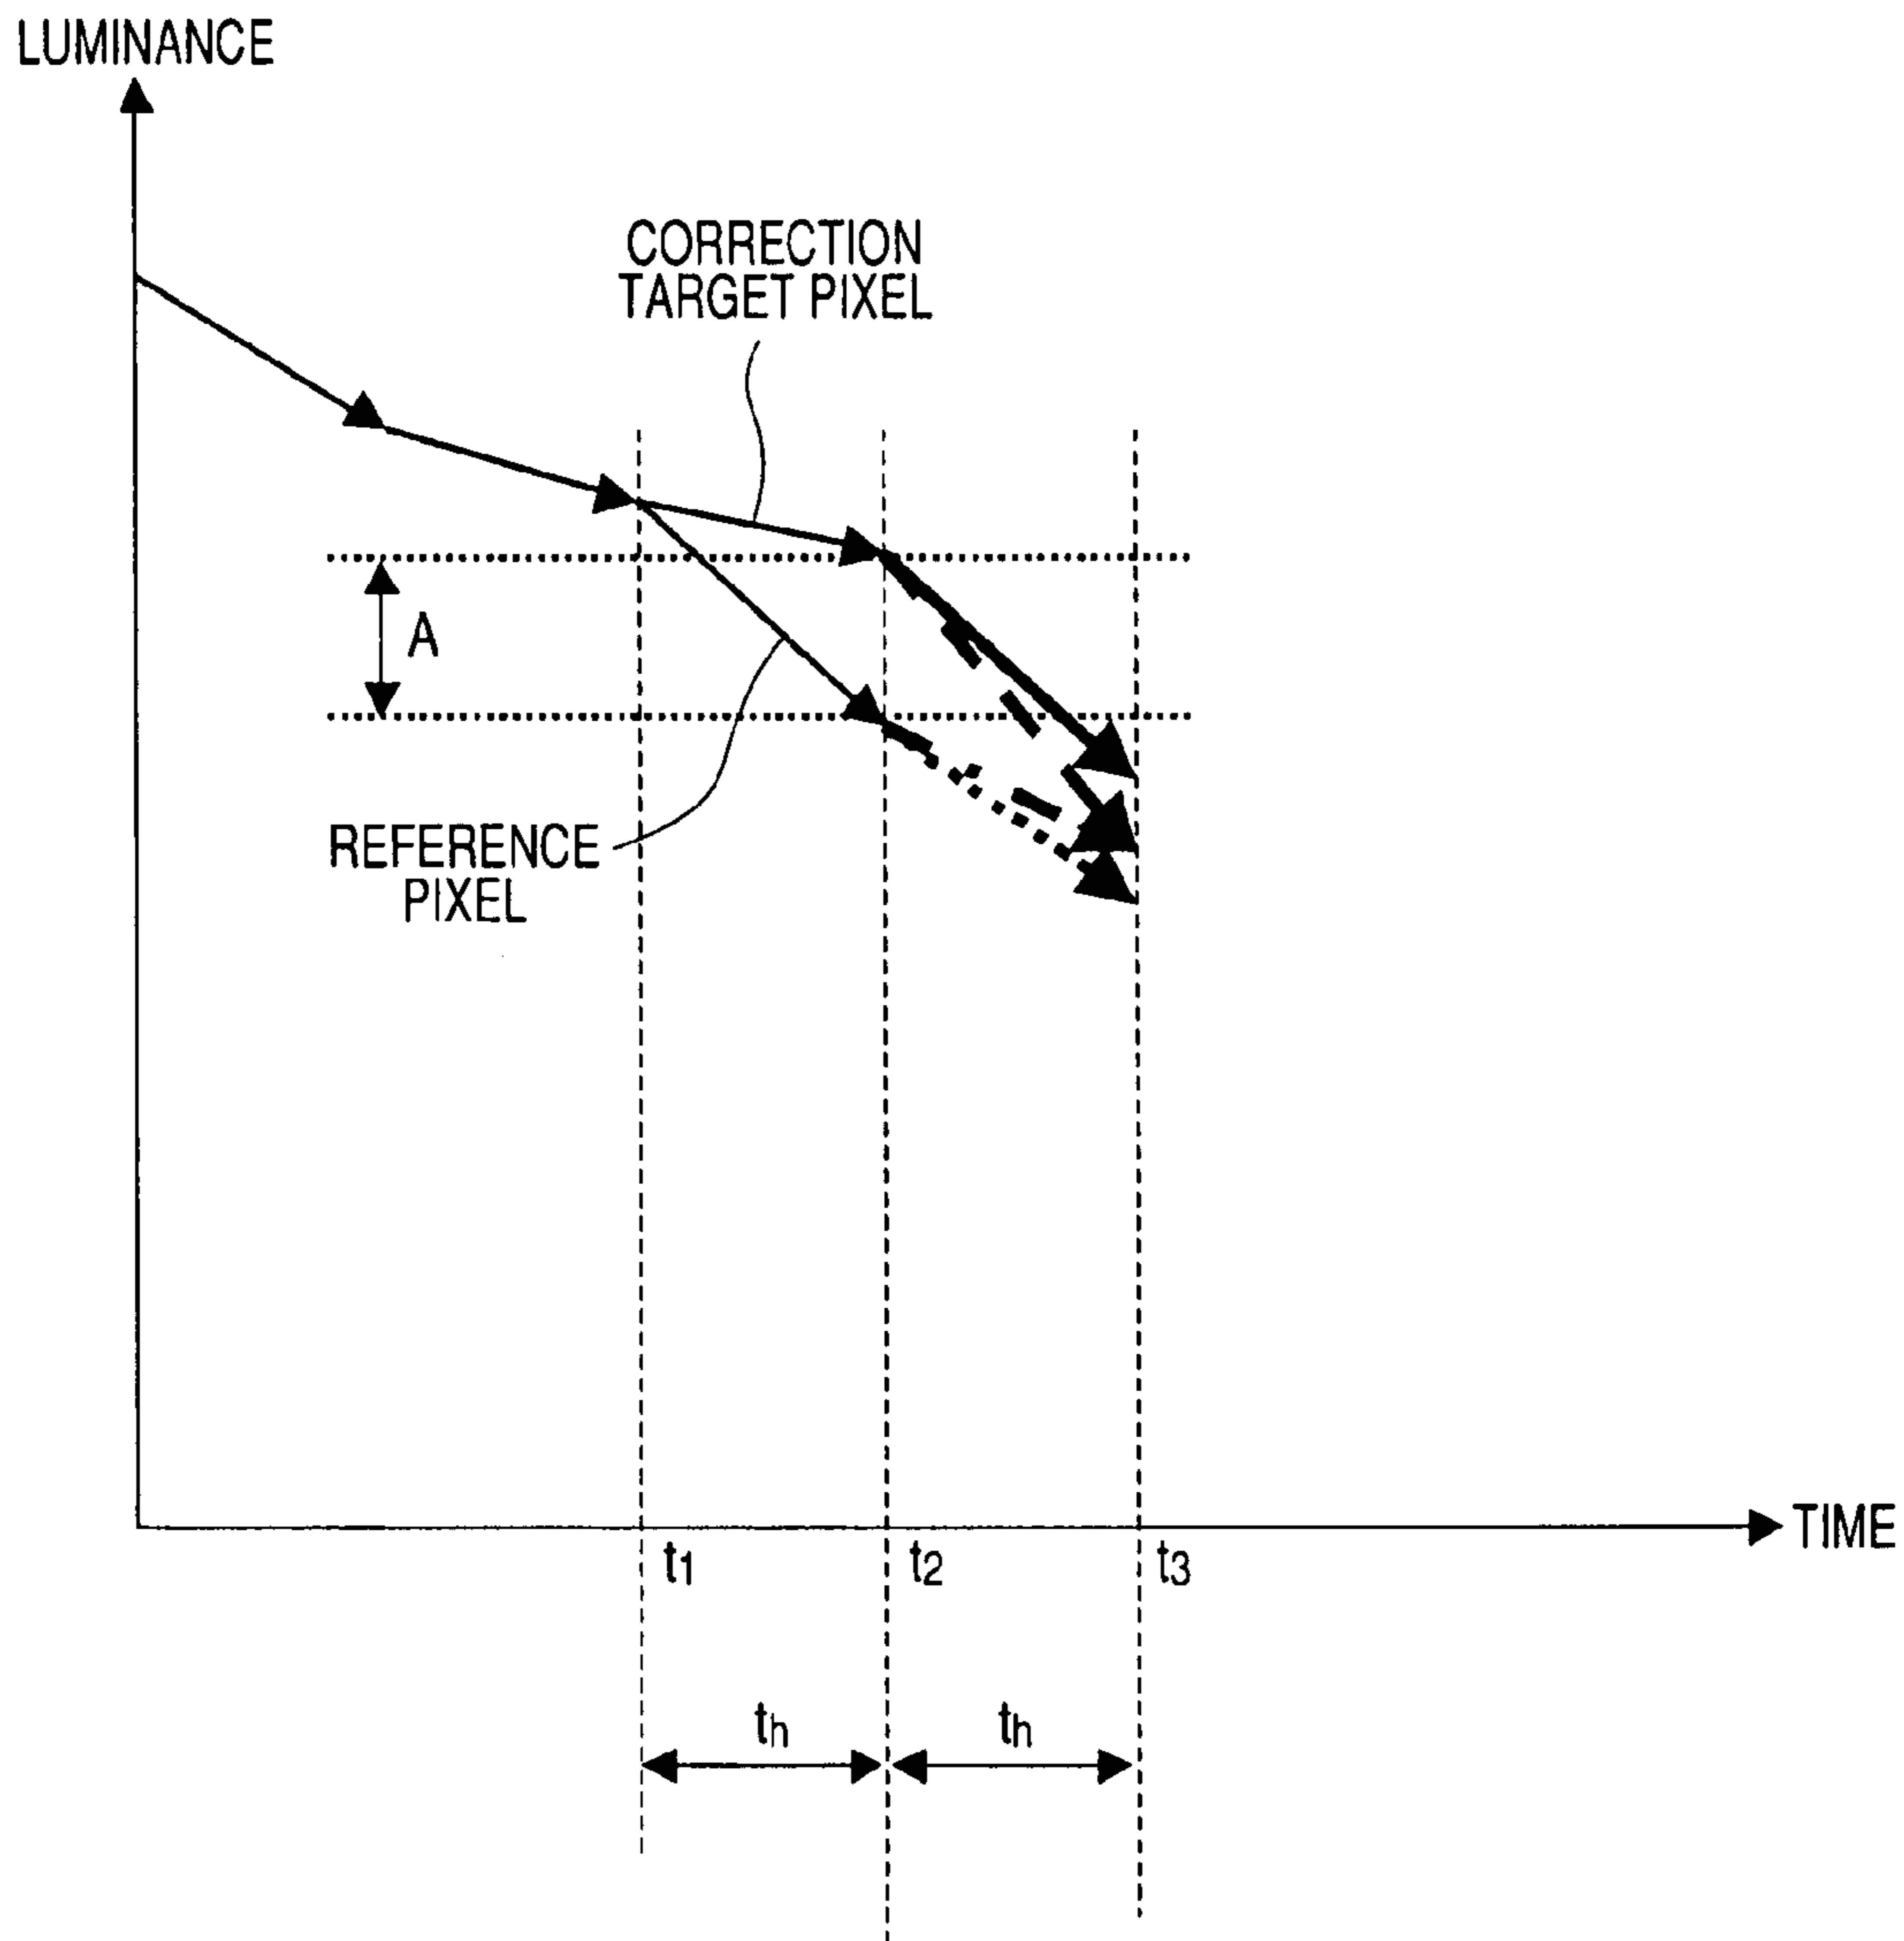 LUMINANCE
CORRECTION
TARGET PIXEL
A
REFERENCE
PIXEL
TIME
t1
t2
t3
th
th